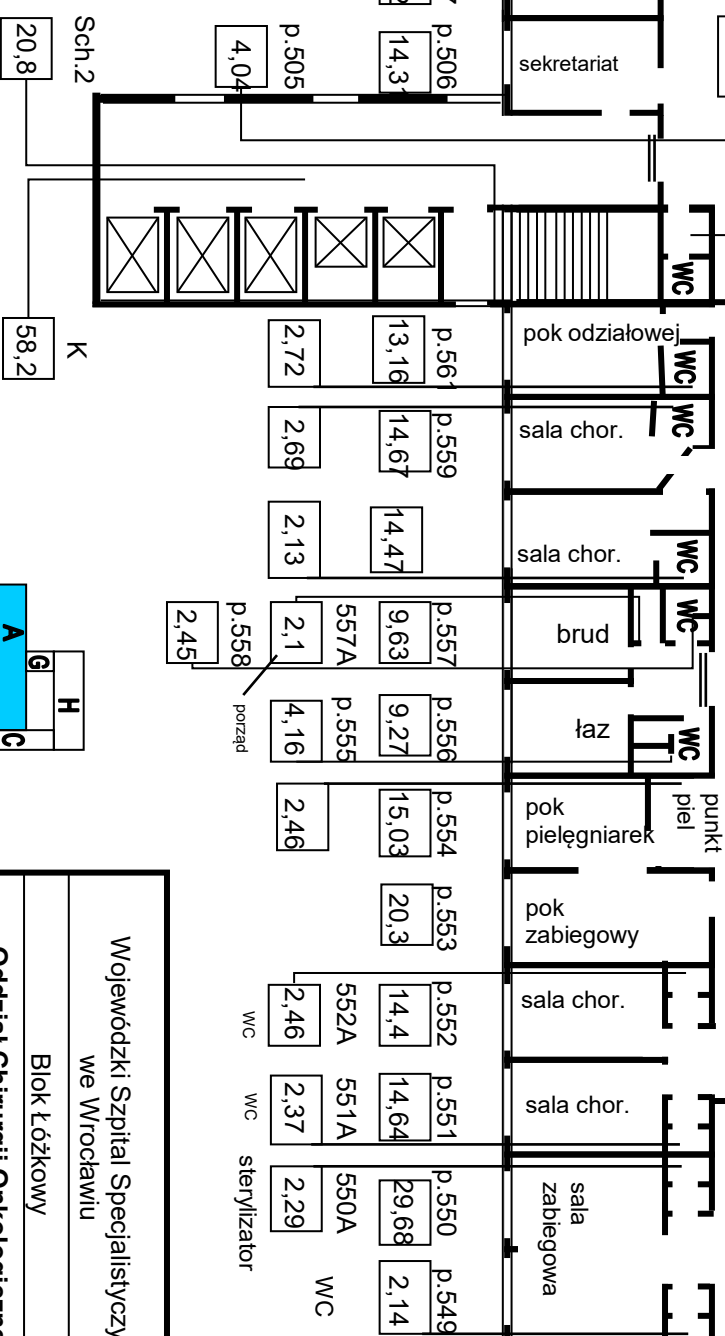 sekretariat
p.506
14,3
p.505
4,04
Sch.2
20,8
WC
K
58,2
pok odziałowej
WC
p.561
13,16
2,72
sala chor.
WC
p.559
14,67
2,69
sala chor.
WC
14,47
2,13
brud
WC
p.557
9,63
557A
2,1
p.558
2,45
porząd
łaz
WC
p.556
9,27
p.555
4,16
punkt
piel
pok
pielęgniarek
p.554
15,03
2,46
pok
zabiegowy
p.553
20,3
sala chor.
p.552
14,4
552A
2,46
WC
sala chor.
p.551
14,64
551A
2,37
WC
sala
zabiegowa
p.550
29,68
550A
2,29
sterylizator
p.549
2,14
WC
H
G
A
C
Wojewódzki Szpital Specjalistyczy
we Wrocławiu
Blok Łóżkowy